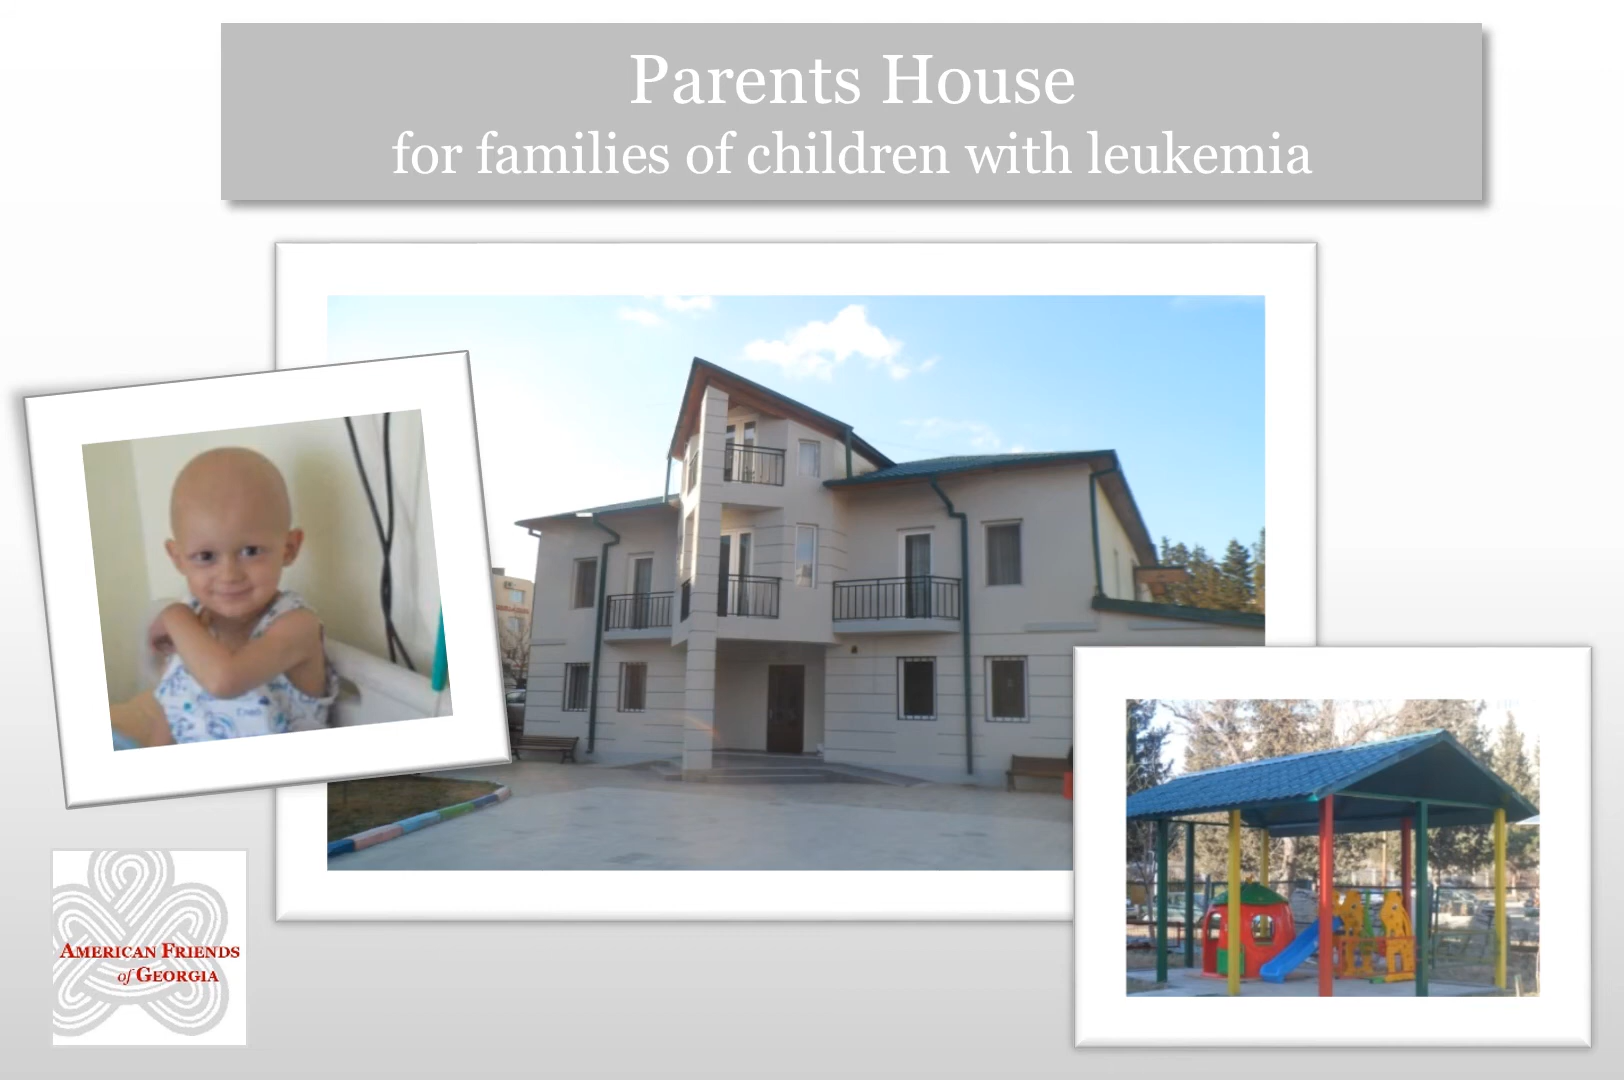 Parents House
for families of children with leukemia
AMERICAN FRIENDS
of GEORGIA